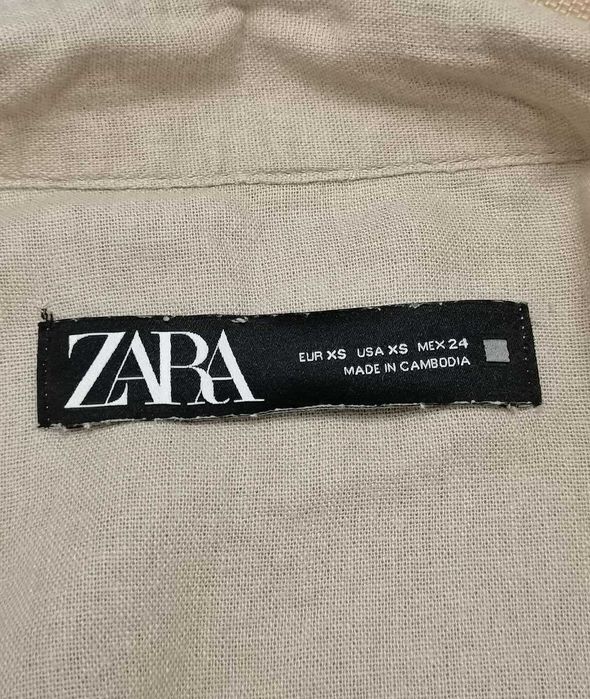 ZARA
EUR XS USA XS MEX 24
MADE IN CAMBODIA